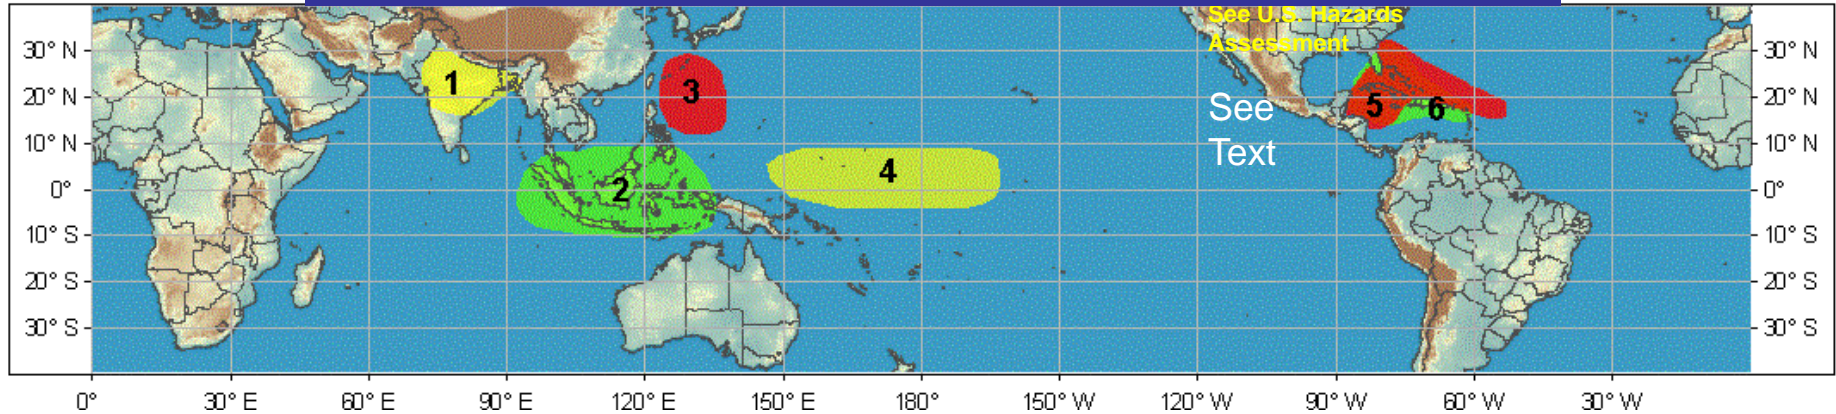 See U.S. Hazards
Assessment
30° N
30° N
1
3
20° N
See
5
6
20° N
Text
10° N
10° N
4
0°
2
0°
10° S
10° S
20° S
20° S
30° S
30° S
0°
30° E
60° E
90° E
120° E
150° E
180°
150° W
120° W
90° W
60° W
30° W